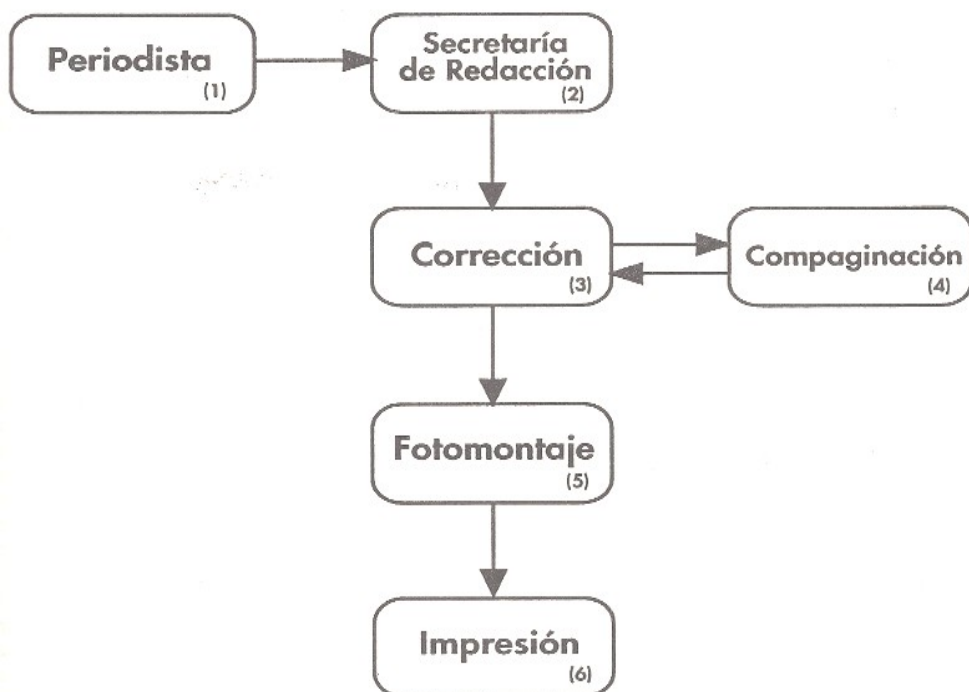 Periodista
(1)
Secretaría
de Redacción
(2)
Corrección
(3)
Compaginación
(4)
Fotomontaje
(5)
Impresión
(6)